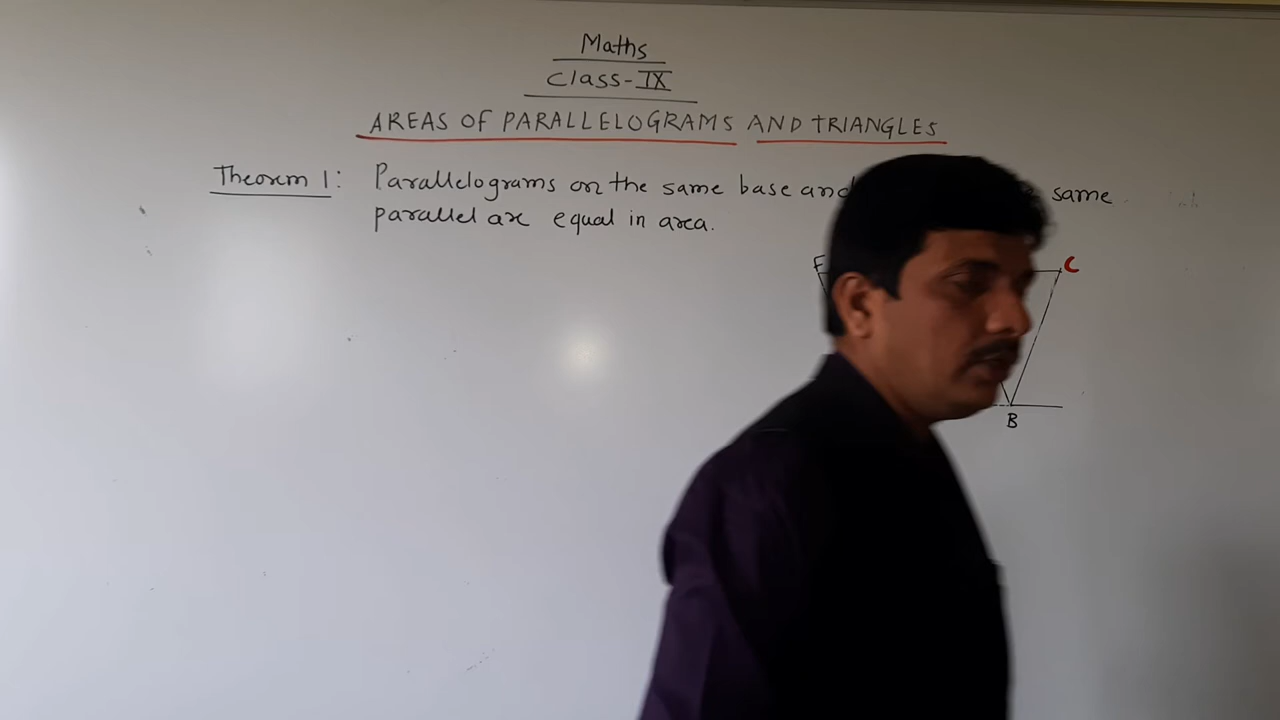 Maths
Class-IX
AREAS OF PARALLELOGRAMS AND TRIANGLES
Theorem 1: Parallelograms on the same base and same
parallel are equal in area.
F C
B